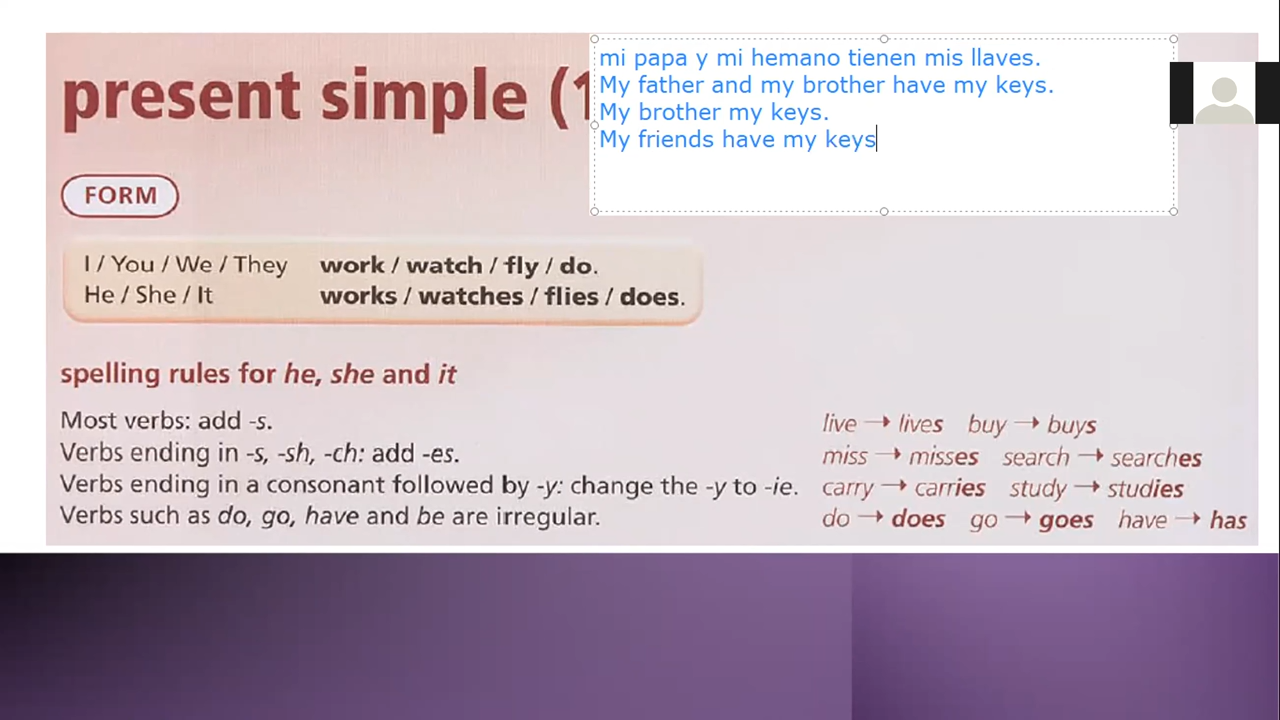 present simple (1
mi papa y mi hemano tienen mis llaves.
My father and my brother have my keys.
My brother my keys.
My friends have my keys
FORM
I / You / We / They work / watch / fly / do.
He / She / It works / watches / flies / does.
spelling rules for he, she and it
Most verbs: add -s. live → lives buy → buys
Verbs ending in -s, -sh, -ch: add -es. miss → misses search → searches
Verbs ending in a consonant followed by -y: change the -y to -ie. carry → carries study → studies
Verbs such as do, go, have and be are irregular. do → does go → goes have → has